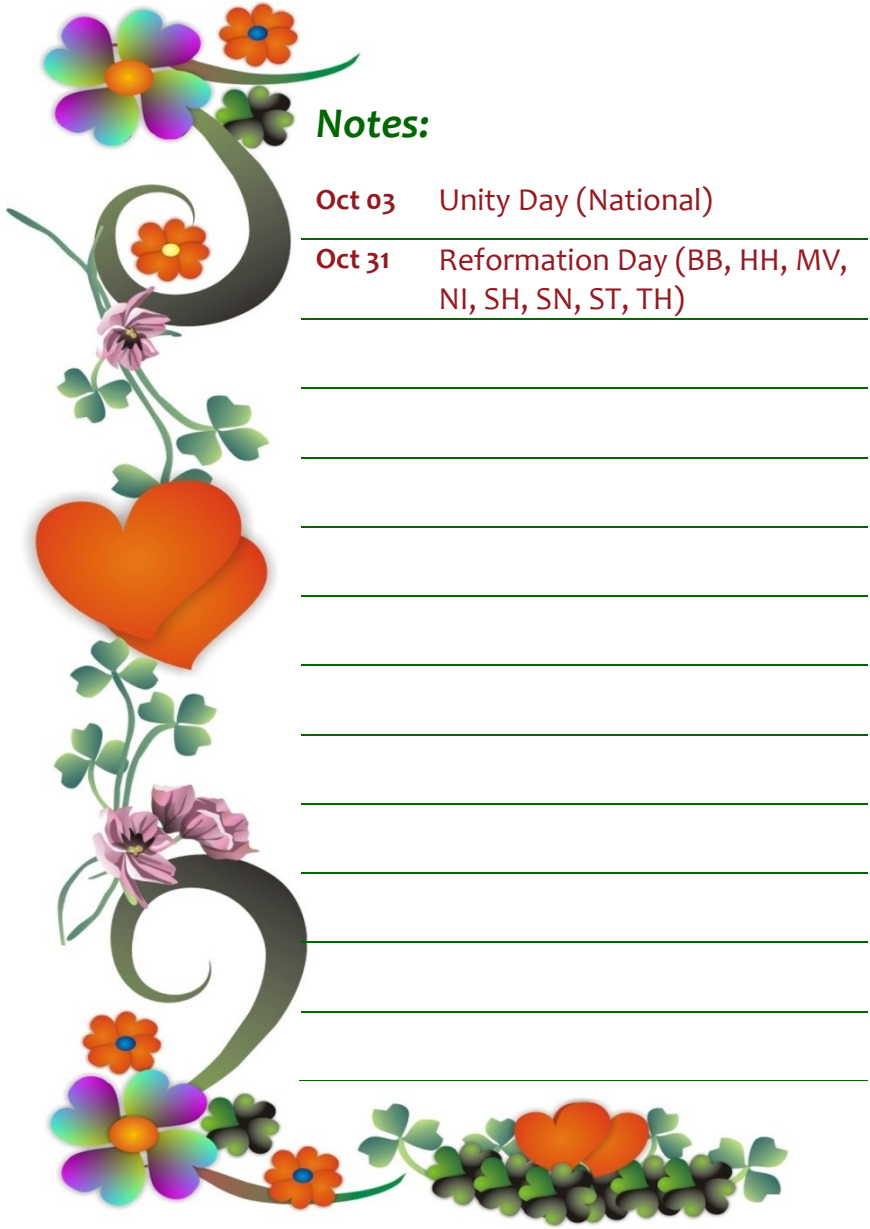 Notes:
Oct 03 Unity Day (National)
Oct 31 Reformation Day (BB, HH, MV,
NI, SH, SN, ST, TH)